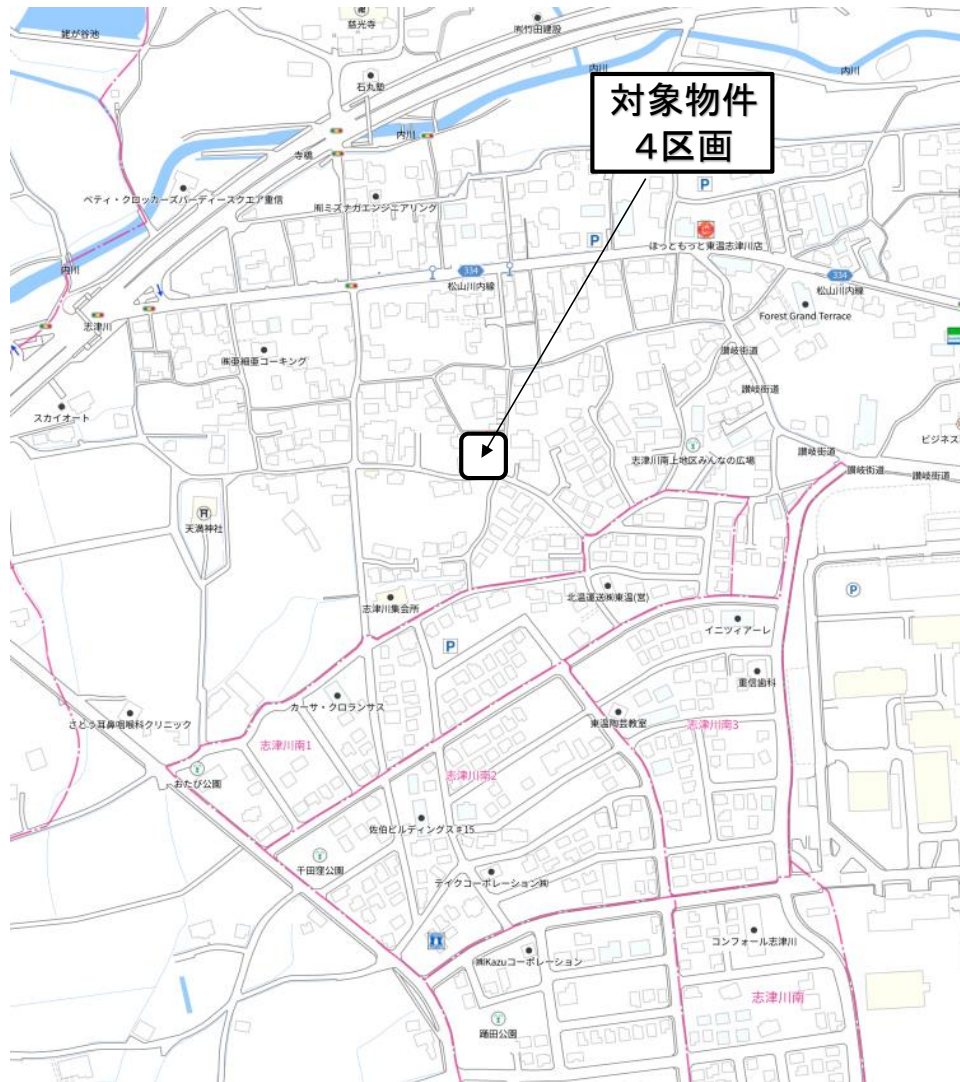 慈光寺
㈲竹田建設
姥が谷池
内川
内川
石丸塾
対象物件
4区画
内川
寺橋
P
ベティ・クロッカーズバーディースクエア重信
㈲ミズナガエンジニアリング
ほっともっと東温志津川店
P
内川
334
松山川内線
334
松山川内線
Forest Grand Terrace
志津川
讃岐街道
㈱亜細亜コーキング
讃岐街道
スカイオート
ビジネス
志津川南上地区みんなの広場
讃岐街道
讃岐街道
讃岐街道
天満神社
P
北温運送㈱東温(営)
志津川集会所
イニツィアーレ
P
重信歯科
カーサ・クロランサス
さとう耳鼻咽喉科クリニック
東温陶芸教室
志津川南3
志津川南1
志津川南2
おたび公園
佐伯ビルディングス#15
千田窪公園
テイクコーポレーション㈱
コンフォール志津川
㈱Kazuコーポレーション
志津川南
踊田公園